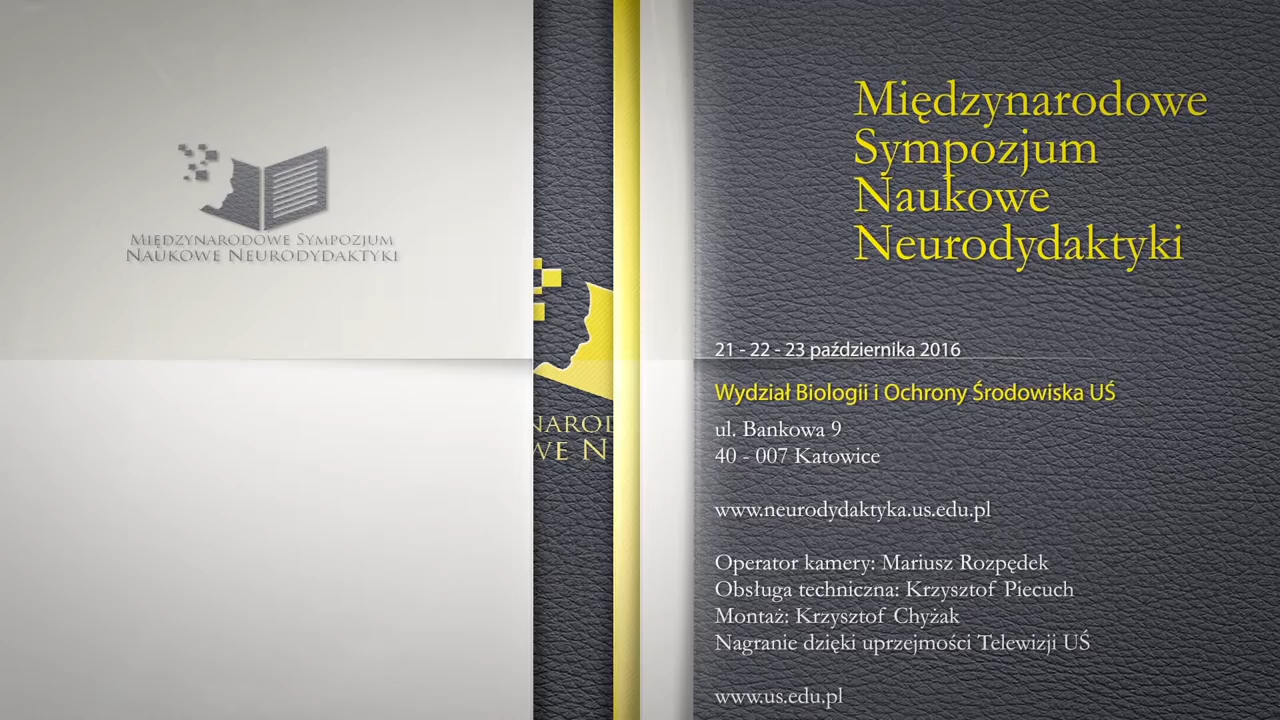 Międzynarodowe Sympozjum
Naukowe Neurodydaktyki
Międzynarodowe
Sympozjum
Naukowe
Neurodydaktyki
21 - 22 - 23 października 2016
Wydział Biologii i Ochrony Środowiska UŚ
ul. Bankowa 9
40 - 007 Katowice
www.neurodydaktyka.us.edu.pl
Operator kamery: Mariusz Rozpędek
Obsługa techniczna: Krzysztof Piecuch
Montaż: Krzysztof Chyżak
Nagranie dzięki uprzejmości Telewizji UŚ
www.us.edu.pl